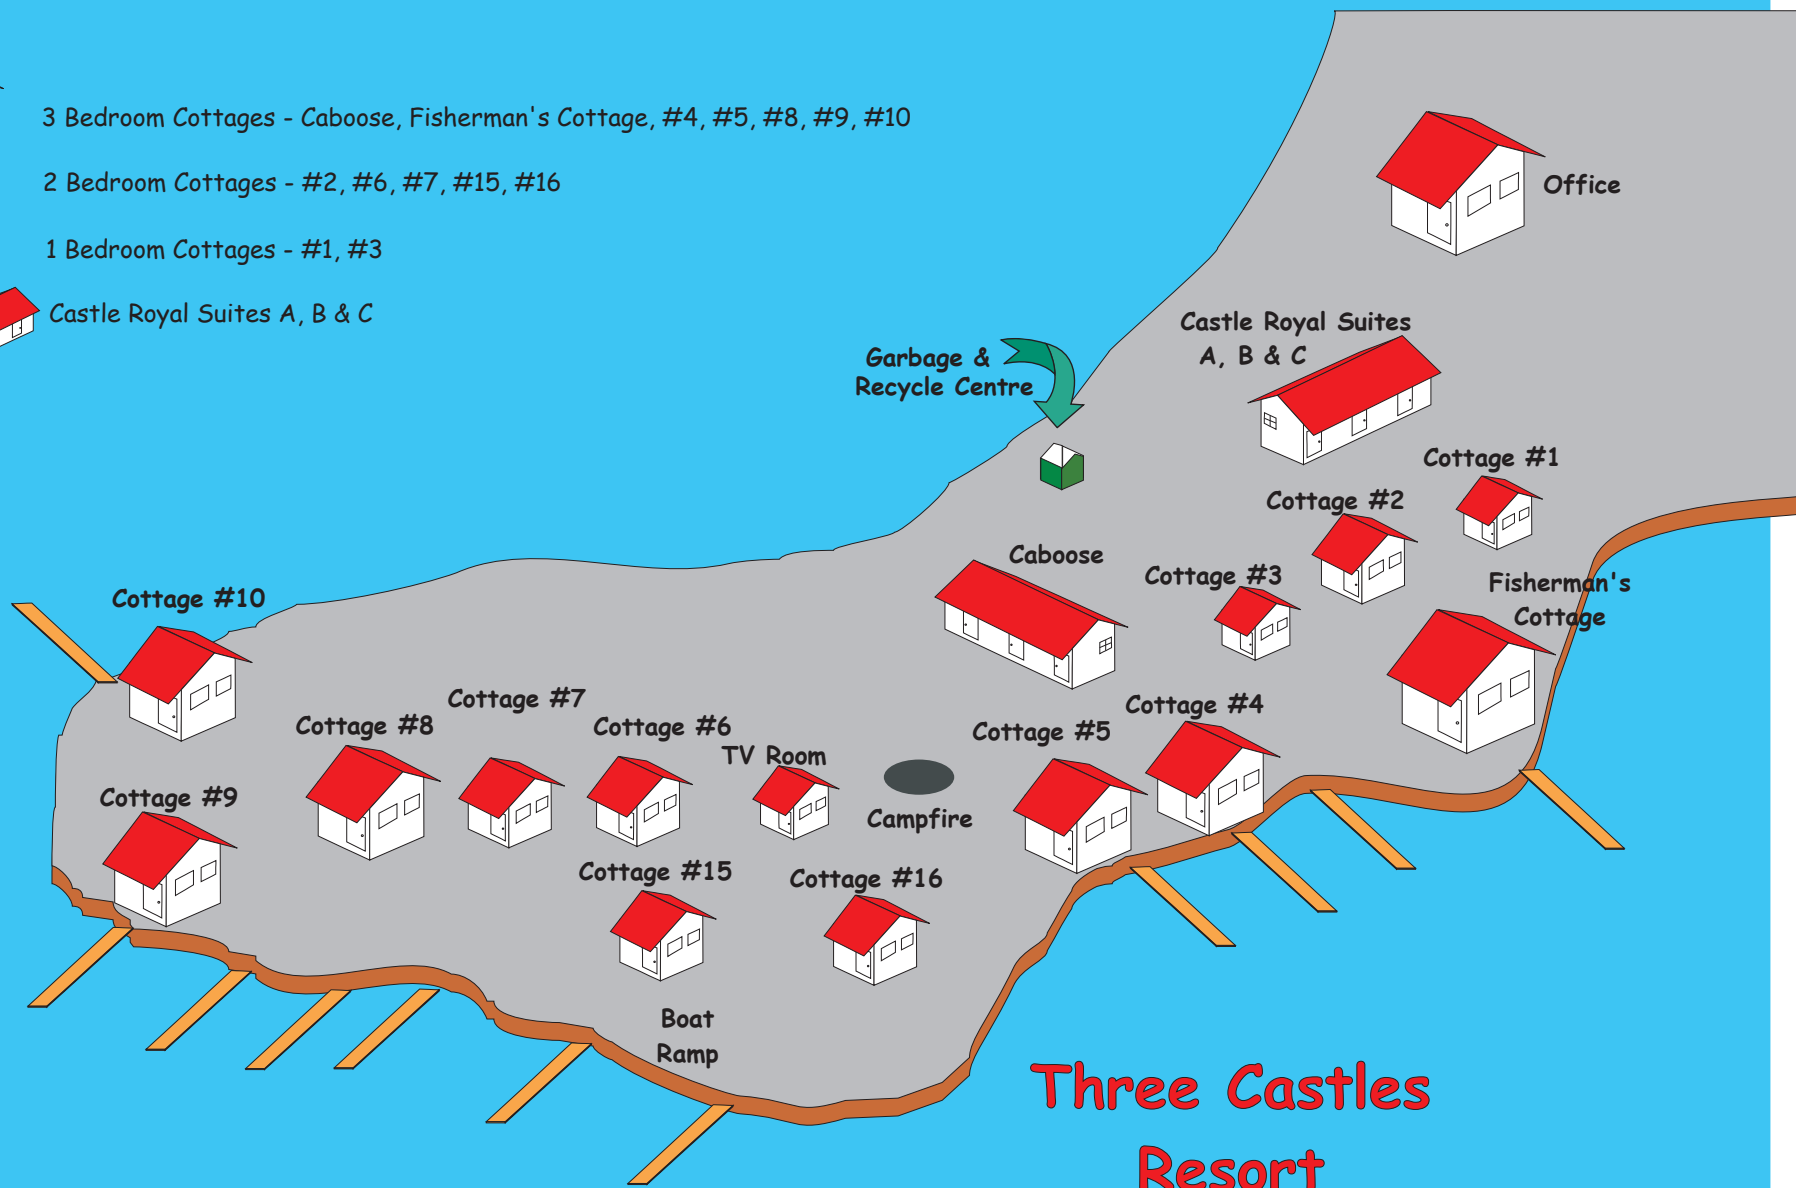 3 Bedroom Cottages - Caboose, Fisherman's Cottage, #4, #5, #8, #9, #10
2 Bedroom Cottages - #2, #6, #7, #15, #16
1 Bedroom Cottages - #1, #3
Castle Royal Suites A, B & C
Office
Castle Royal Suites
A, B & C
Garbage &
Recycle Centre
Cottage #1
Cottage #2
Caboose
Cottage #3
Fisherman's
Cottage
Cottage #10
Cottage #7
Cottage #8
Cottage #6
TV Room
Cottage #5
Cottage #4
Cottage #9
Campfire
Cottage #15
Cottage #16
Boat
Ramp
Three Castles
Resort